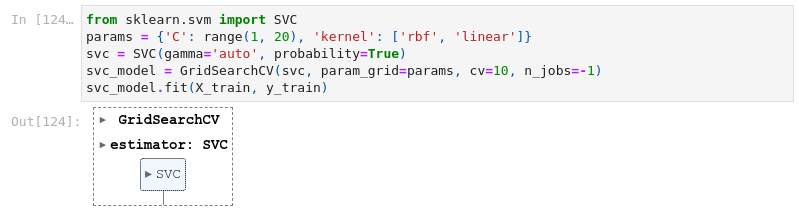 In [124…
from sklearn.svm import SVC
params = {'C': range(1, 20), 'kernel': ['rbf', 'linear']}
svc = SVC(gamma='auto', probability=True)
svc_model = GridSearchCV(svc, param_grid=params, cv=10, n_jobs=-1)
svc_model.fit(X_train, y_train)
Out[124]:
▸ GridSearchCV
▸ estimator: SVC
▸ SVC